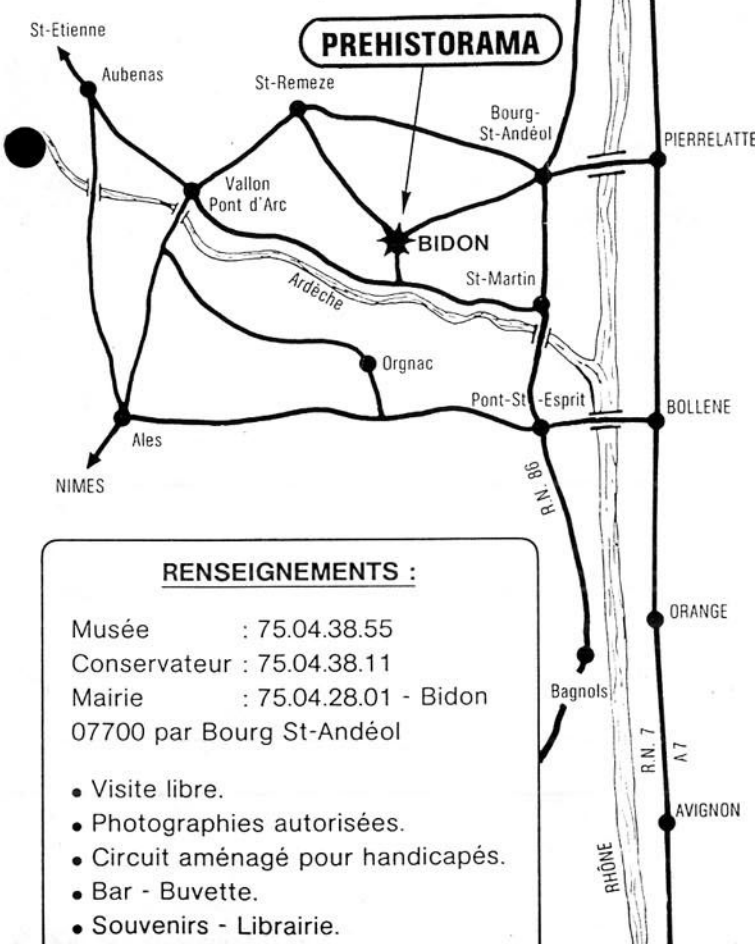 St-Etienne
PREHISTORAMA
Aubenas
St-Remeze
Bourg-
St-Andéol
PIERRELATTE
Vallon
Pont d'Arc
BIDON
St-Martin
Ardèche
Orgnac
Pont-St-Esprit
BOLLENE
Ales
NIMES
R.N. 86
ORANGE
Bagnols
R.N. 7
A7
AVIGNON
RHÔNE
RENSEIGNEMENTS :
Musée : 75.04.38.55
Conservateur : 75.04.38.11
Mairie : 75.04.28.01 - Bidon
07700 par Bourg St-Andéol
• Visite libre.
• Photographies autorisées.
• Circuit aménagé pour handicapés.
• Bar - Buvette.
• Souvenirs - Librairie.